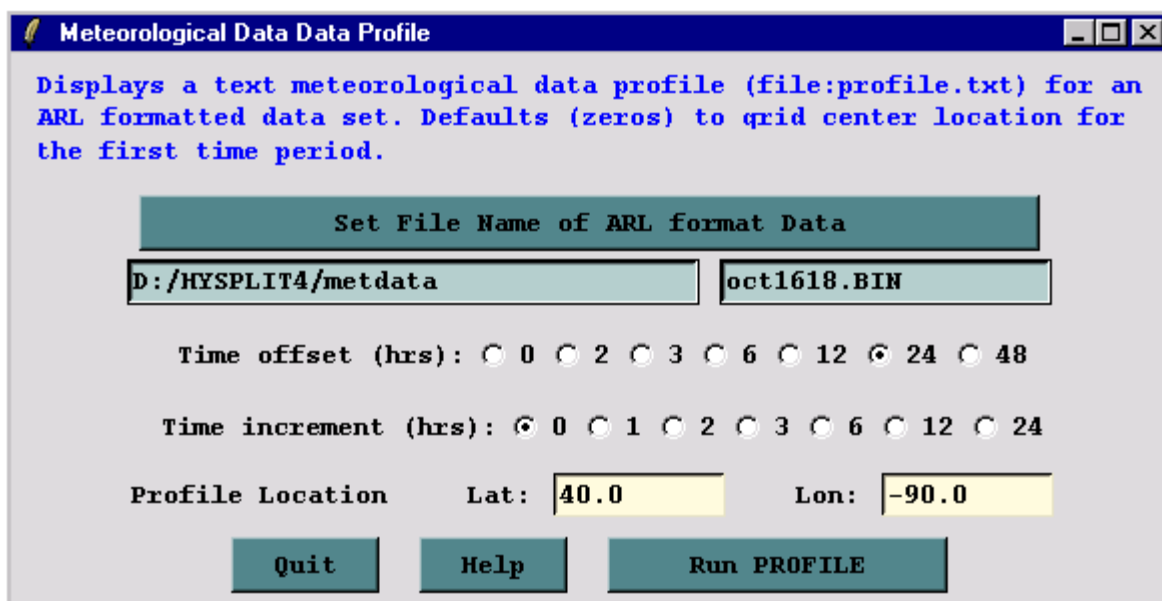 Meteorological Data Data Profile
Displays a text meteorological data profile (file:profile.txt) for an
ARL formatted data set. Defaults (zeros) to grid center location for
the first time period.
Set File Name of ARL format Data
D:/HYSPLIT4/metdata oct1618.BIN
Time offset (hrs): 0 2 3 6 12 24 48
Time increment (hrs): 0 1 2 3 6 12 24
Profile Location Lat: 40.0 Lon: -90.0
Quit Help Run PROFILE